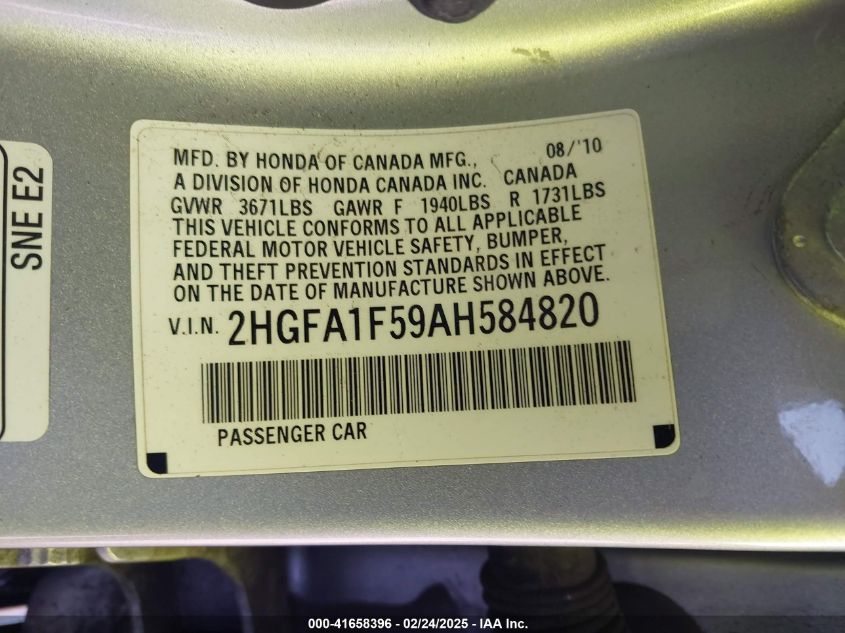 SNE E2
MFD. BY HONDA OF CANADA MFG., 08/'10
A DIVISION OF HONDA CANADA INC. CANADA
GVWR 3671LBS GAWR F 1940LBS R 1731LBS
THIS VEHICLE CONFORMS TO ALL APPLICABLE
FEDERAL MOTOR VEHICLE SAFETY, BUMPER,
AND THEFT PREVENTION STANDARDS IN EFFECT
ON THE DATE OF MANUFACTURE SHOWN ABOVE.
V.I.N. 2HGFA1F59AH584820
PASSENGER CAR
000-41658396 - 02/24/2025 - IAAI Inc.